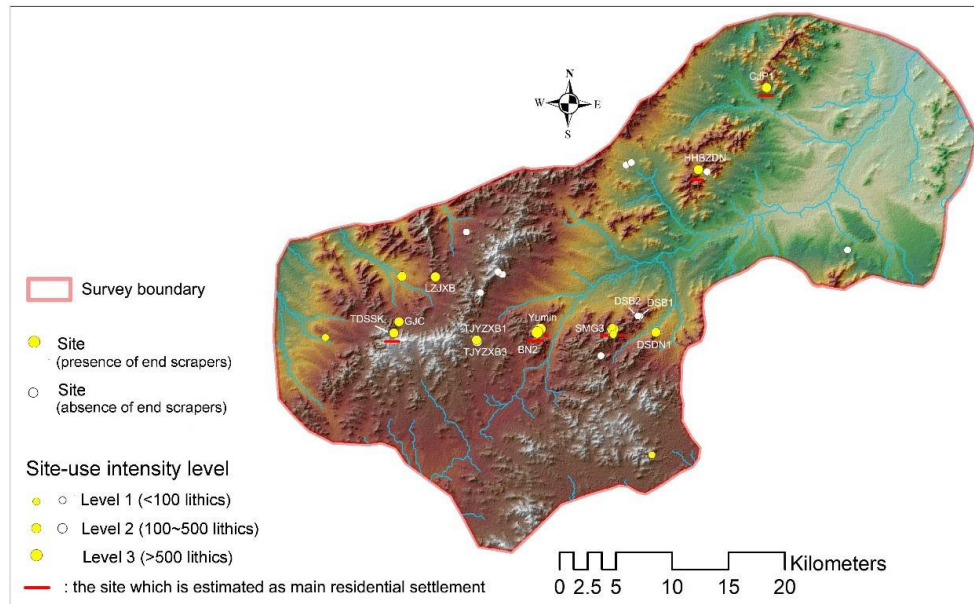 N
W E
S
CJP1
HHBZDN
LZJXB
DSB2 DSB1
TDSSK GJC
TJYZXB1 Yumin SMG3
TJYZXB3 BN2 DSDN1
Survey boundary
Site
(presence of end scrapers)
Site
(absence of end scrapers)
Site-use intensity level
Level 1 (<100 lithics)
Level 2 (100~500 lithics)
Level 3 (>500 lithics)
: the site which is estimated as main residential settlement
Kilometers
0 2.5 5 10 15 20